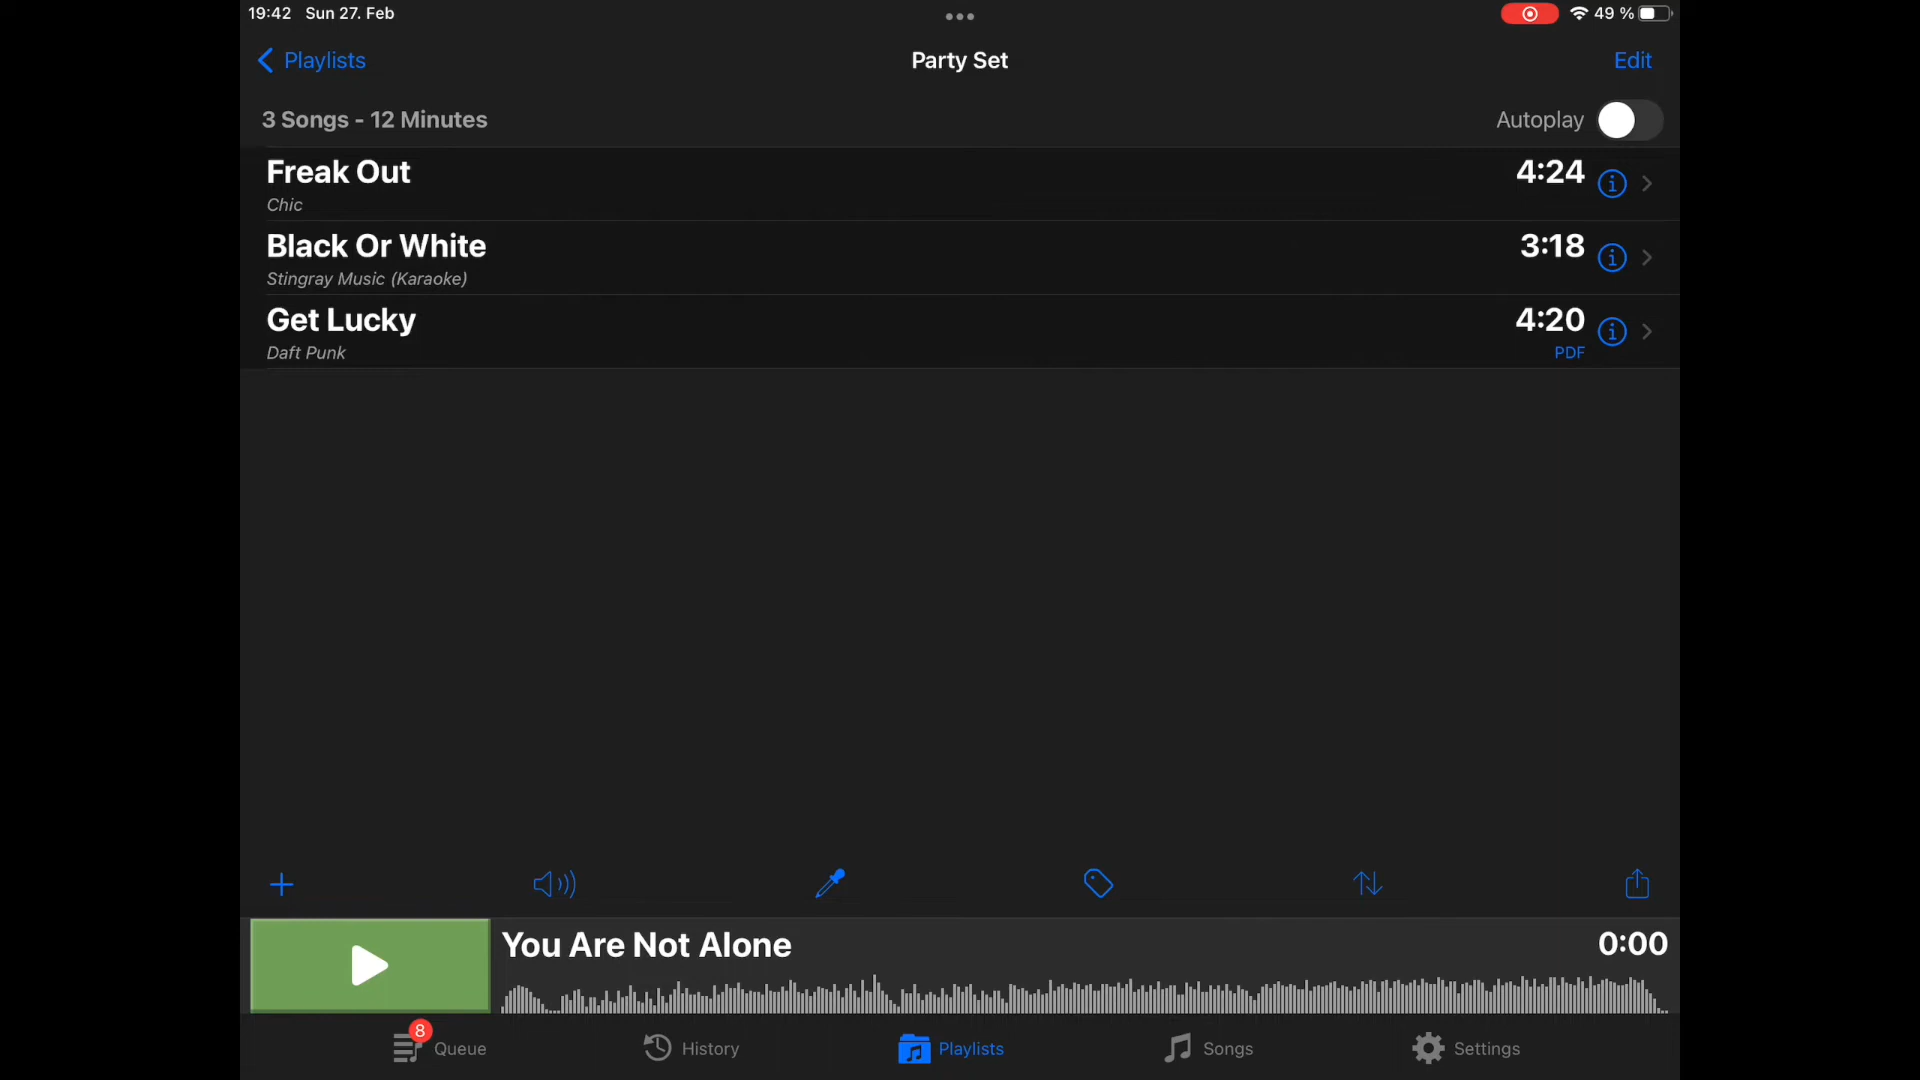 19:42 Sun 27. Feb
49 %
Playlists
Party Set
Edit
3 Songs - 12 Minutes
Autoplay
Freak Out
4:24
Chic
Black Or White
3:18
Stingray Music (Karaoke)
Get Lucky
4:20
Daft Punk
PDF
You Are Not Alone
0:00
8
Queue
History
Playlists
Songs
Settings